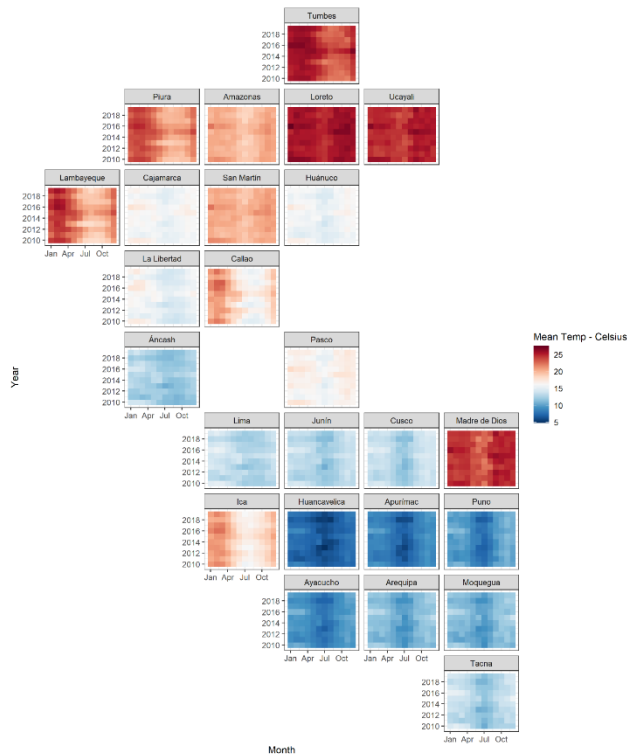 Tumbes
2018
2016
2014
2012
2010
Piura Amazonas Loreto Ucayali
2018
2016
2014
2012
2010
Lambayeque Cajamarca San Martín Huánuco
2018
2016
2014
2012
2010
Jan Apr Jul Oct
La Libertad Callao
2018
2016
2014
2012
2010
Áncash Pasco
2018
2016
2014
2012
2010
Jan Apr Jul Oct
Mean Temp - Celsius
25
20
15
10
5
Year
Lima Junín Cusco Madre de Dios
2018
2016
2014
2012
2010
Ica Huancavelica Apurímac Puno
2018
2016
2014
2012
2010
Jan Apr Jul Oct
Ayacucho Arequipa Moquegua
2018
2016
2014
2012
2010
Jan Apr Jul Oct Jan Apr Jul Oct
Tacna
2018
2016
2014
2012
2010
Jan Apr Jul Oct
Month